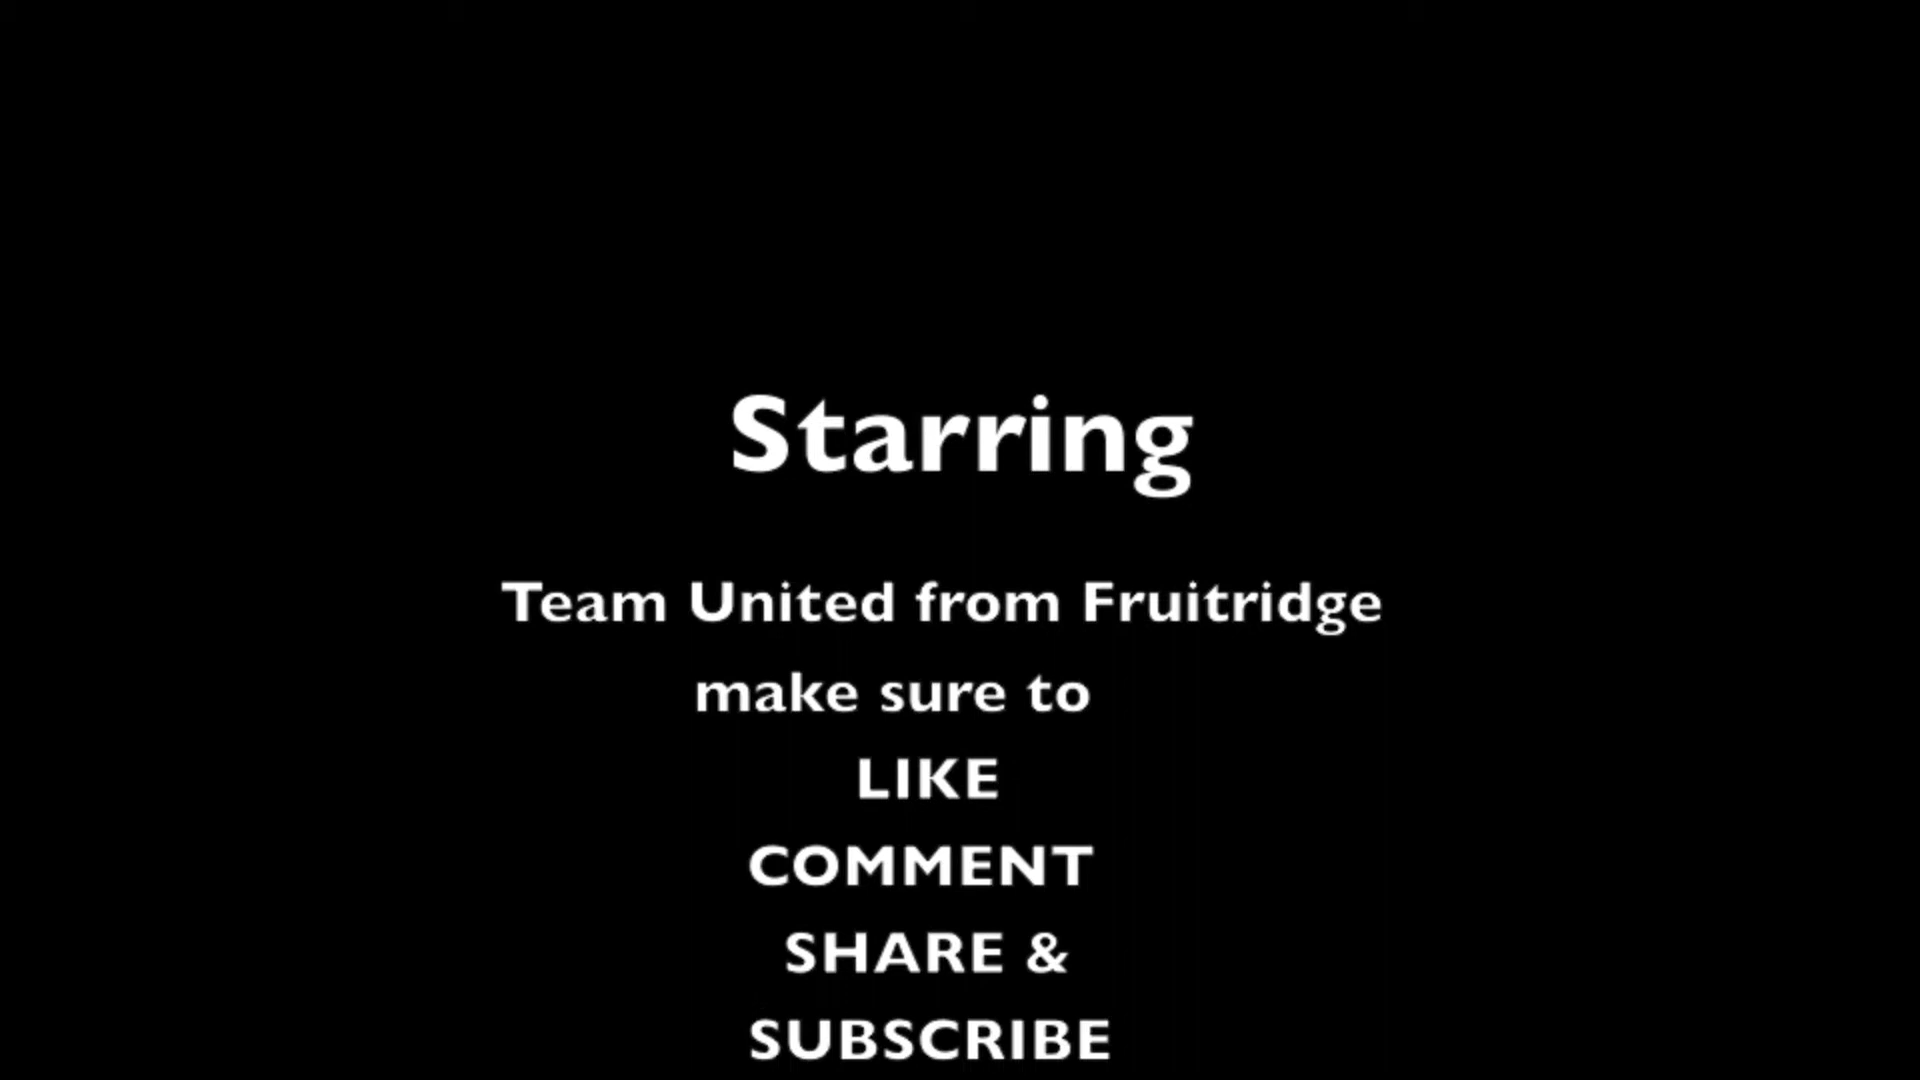 Starring
Team United from Fruitridge
make sure to
LIKE
COMMENT
SHARE &
SUBSCRIBE